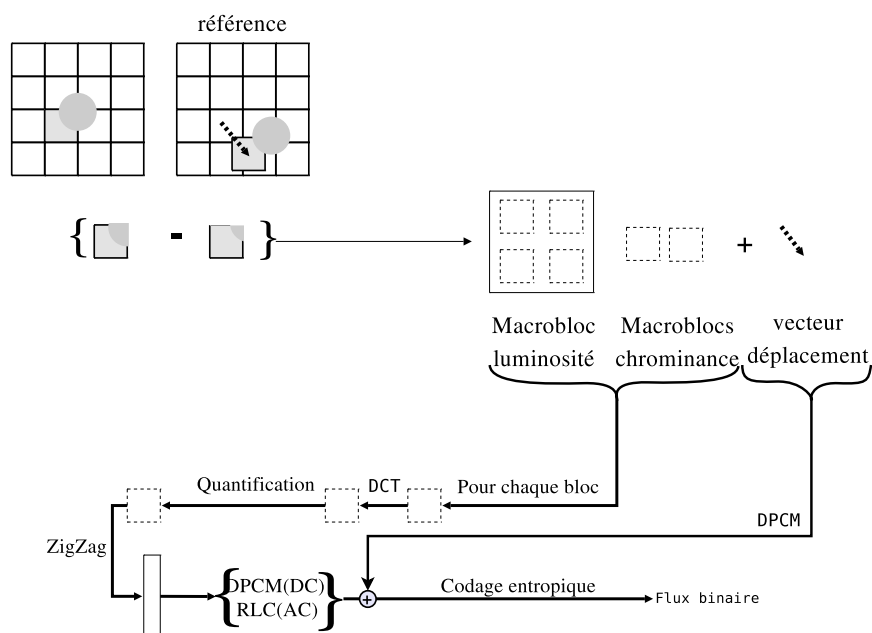 référence
{ - }
+
Macrobloc
luminosité
Macroblocs
chrominance
vecteur
déplacement
Quantification
DCT
Pour chaque bloc
DPCM
ZigZag
DPCM(DC)
RLC(AC)
+
Codage entropique
Flux binaire